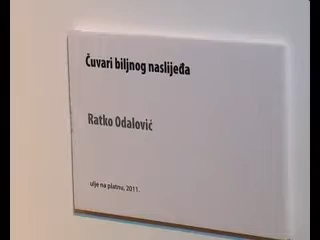 Čuvari biljnog naslijeđa
Ratko Odalović
ulje na platnu, 2011.